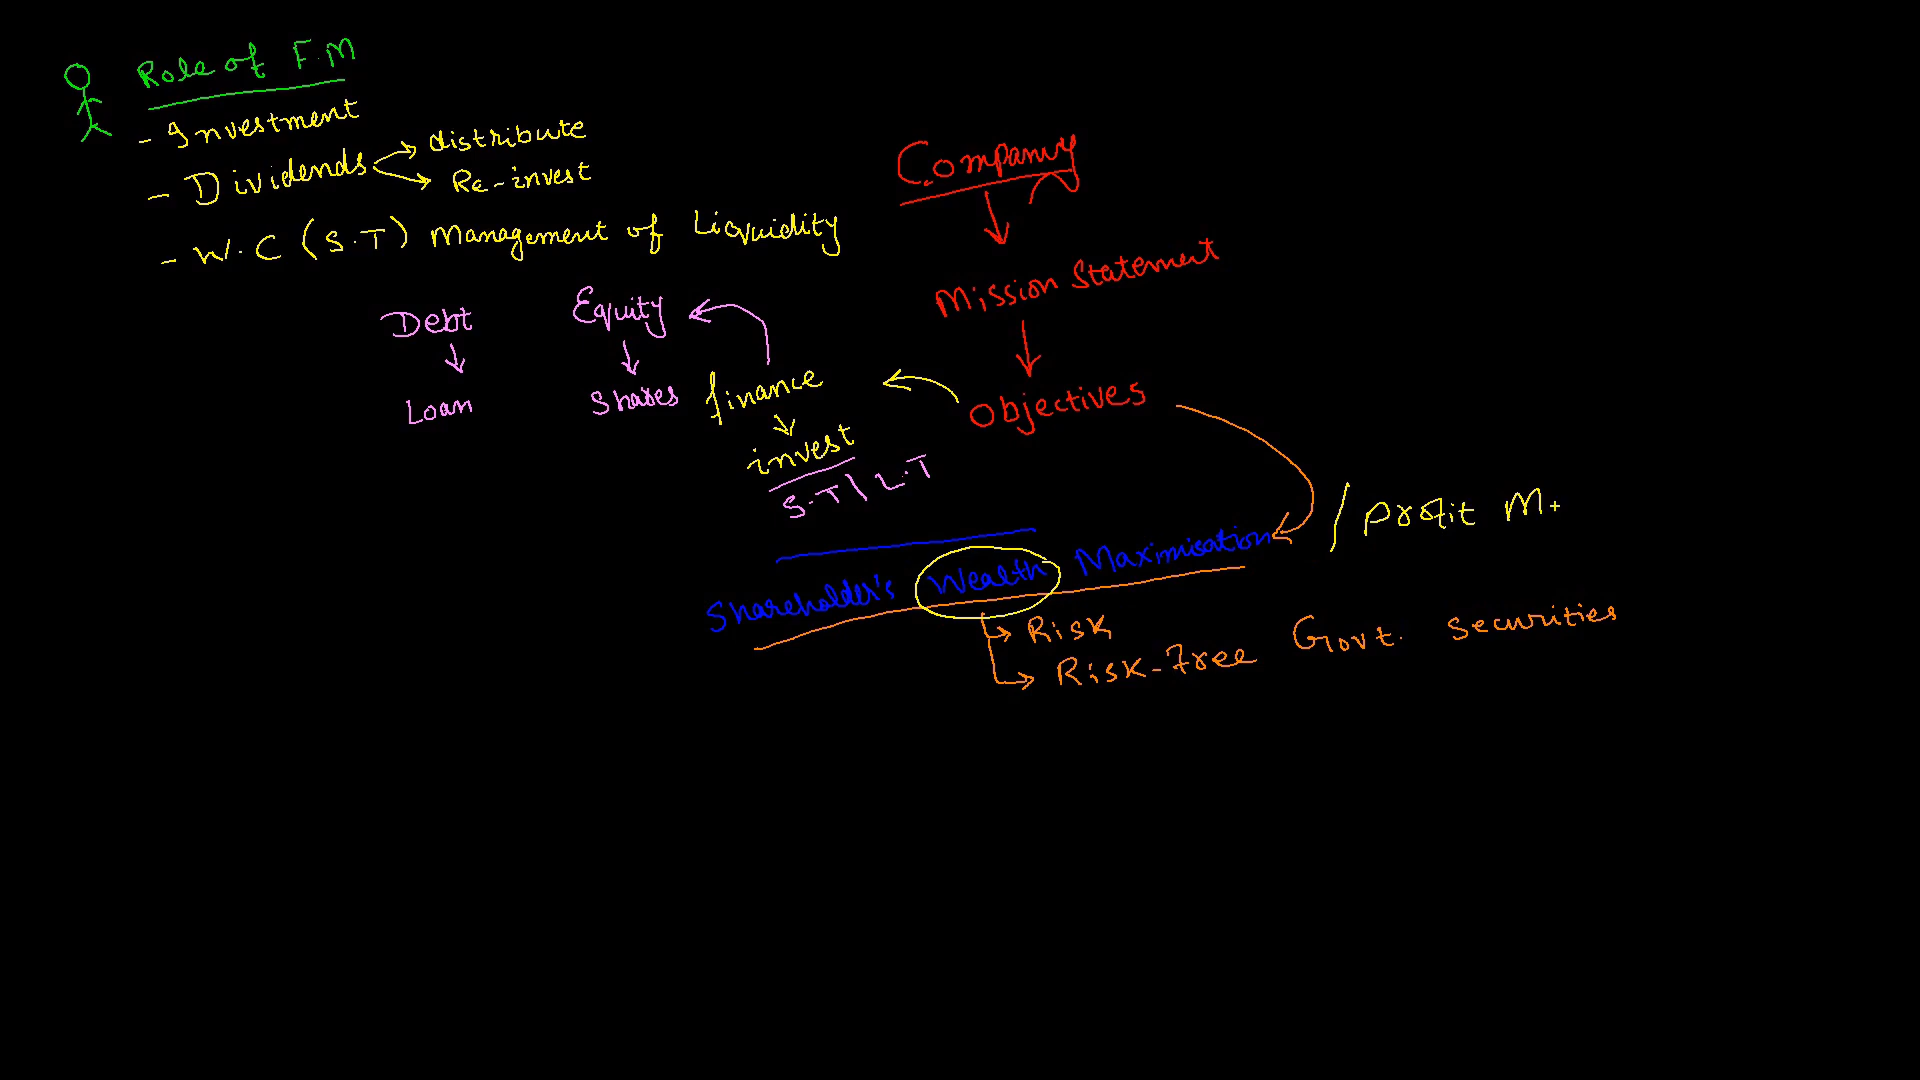 Role of F.M
- Investment
- Dividends
distribute
Re-invest
- W.C (S.T) Management of Liquidity
Company
Mission Statement
Objectives
Debt
Loan
Equity
Shares
finance
invest
S.T \ L.T
Shareholder's Wealth Maximisation / Profit M.
Risk
Risk-Free Govt. securities